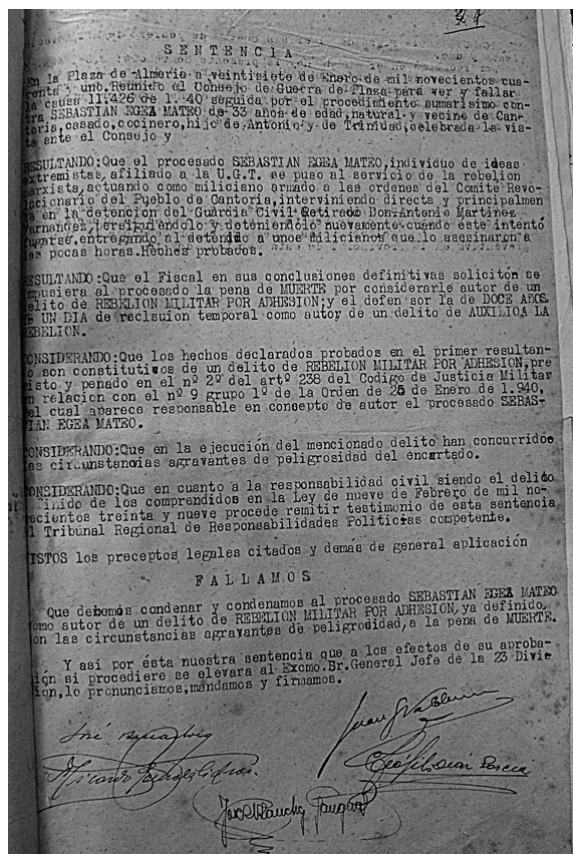 SENTENCIA
En la Plaza de Almeria a veintisiete de Enero de mil novecientos cua-
renta y uno. Reunido el Consejo de Guerra de Plaza para ver y fallar
la causa 11.426 de 1.940 seguida por el procedimiento sumarisimo con-
tra SEBASTIAN EGEA MATEO de 33 años de edad, natural y vecino de Can-
toria, casado, cocinero, hijo de Antonio y de Trinidad, celebrada la vis-
ta ante el Consejo y
RESULTANDO: Que el procesado SEBASTIAN EGEA MATEO, individuo de ideas
extremistas, afiliado a la U.G.T. se puso al servicio de la rebelion
marxista, actuando como miliciano armado a las ordenes del Comité Revo-
lucionario del Pueblo de Cantoria, interviniendo directa y principalmen
te en la detención del Guardia Civil Retirado Don Antonio Martinez
Fernandez, persiguiéndolo y deteniéndolo nuevamente cuando éste intentó
fugarse, entregando al detenido a unos milicianos que lo asesinaron a
las pocas horas. Hechos probados.
RESULTANDO: Que el Fiscal en sus conclusiones definitivas solicitó se
impusiera al procesado la pena de MUERTE por considerarle autor de un
delito de REBELION MILITAR POR ADHESION; y el defensor la de DOCE AÑOS
Y UN DIA de reclsuion temporal como autoy de un delito de AUXILIOA LA
REBELION.
CONSIDERANDO: Que los hechos declarados probados en el primer resultan-
do son constitutivos de un delito de REBELION MILITAR POR ADHESION, pre
visto y penado en el nº 2º del artº 238 del Codigo de Justicia Militar
en relacion con el nº 9 grupo 1º de la Orden de 25 de Enero de 1.940,
del cual aparece responsable en concepto de autor el procesado SEBAS-
TIAN EGEA MATEO.
CONSIDERANDO: Que en la ejecución del mencionado delito han concurridoe
las circunstancias agravantes de peligrosidad del encartado.
CONSIDERANDO: Que en cuanto a la responsabilidad civil siendo el delido
definido de los comprendidos en la Ley de nueve de Febrero de mil no-
vecientos treinta y nueve procede remitir testimonio de esta sentencia
al Tribunal Regional de Responsabilidades Politicas competente.
VISTOS los preceptos legales citados y demás de general aplicación
FALLAMOS
Que debemos condenar y condenamos al procesado SEBASTIAN EGEA MATEO
como autor de un delito de REBELION MILITAR POR ADHESION, ya definido,
con las circunstancias agravantes de peligrodidad, a la pena de MUERTE.
Y asi por ésta nuestra sentencia que a los efectos de su aproba-
ción si procediere se elevara al Excmo. Sr. General Jefe de la 23 Divis
ion, lo pronunciamos, mandamos y firmamos.